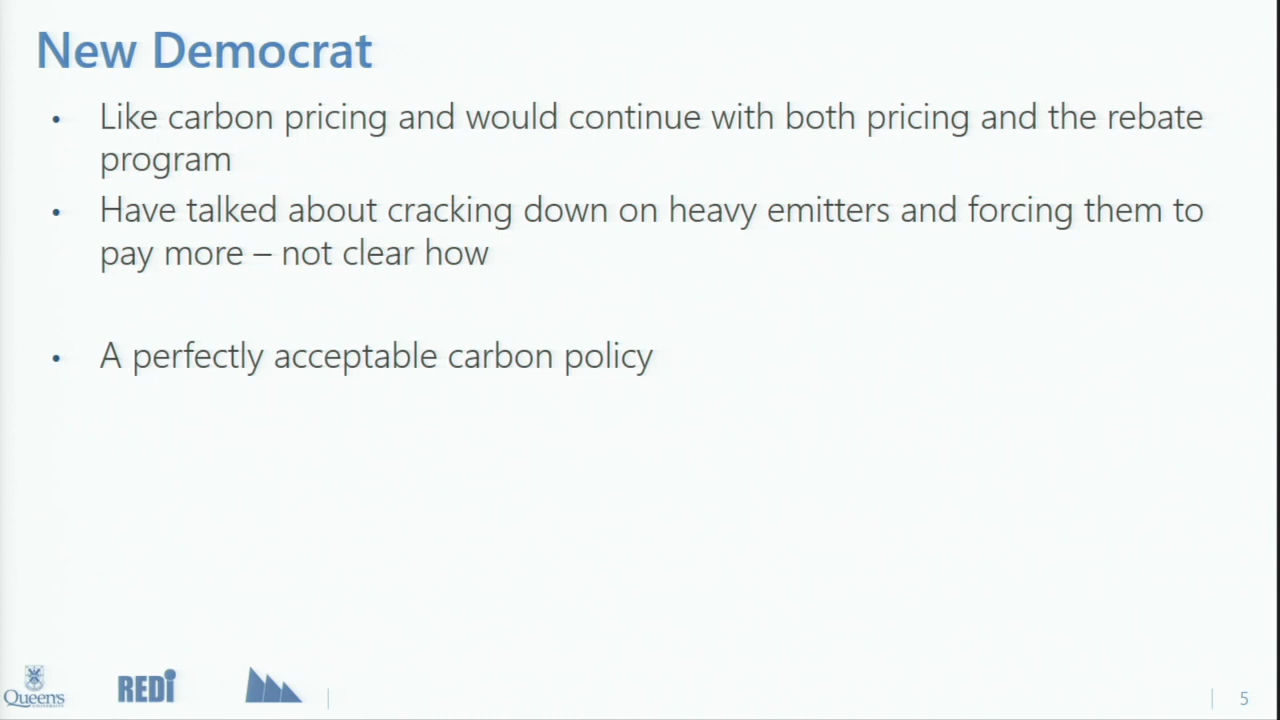 New Democrat
• Like carbon pricing and would continue with both pricing and the rebate
program
• Have talked about cracking down on heavy emitters and forcing them to
pay more – not clear how
• A perfectly acceptable carbon policy
Queen's
UNIVERSITY
REDi
5